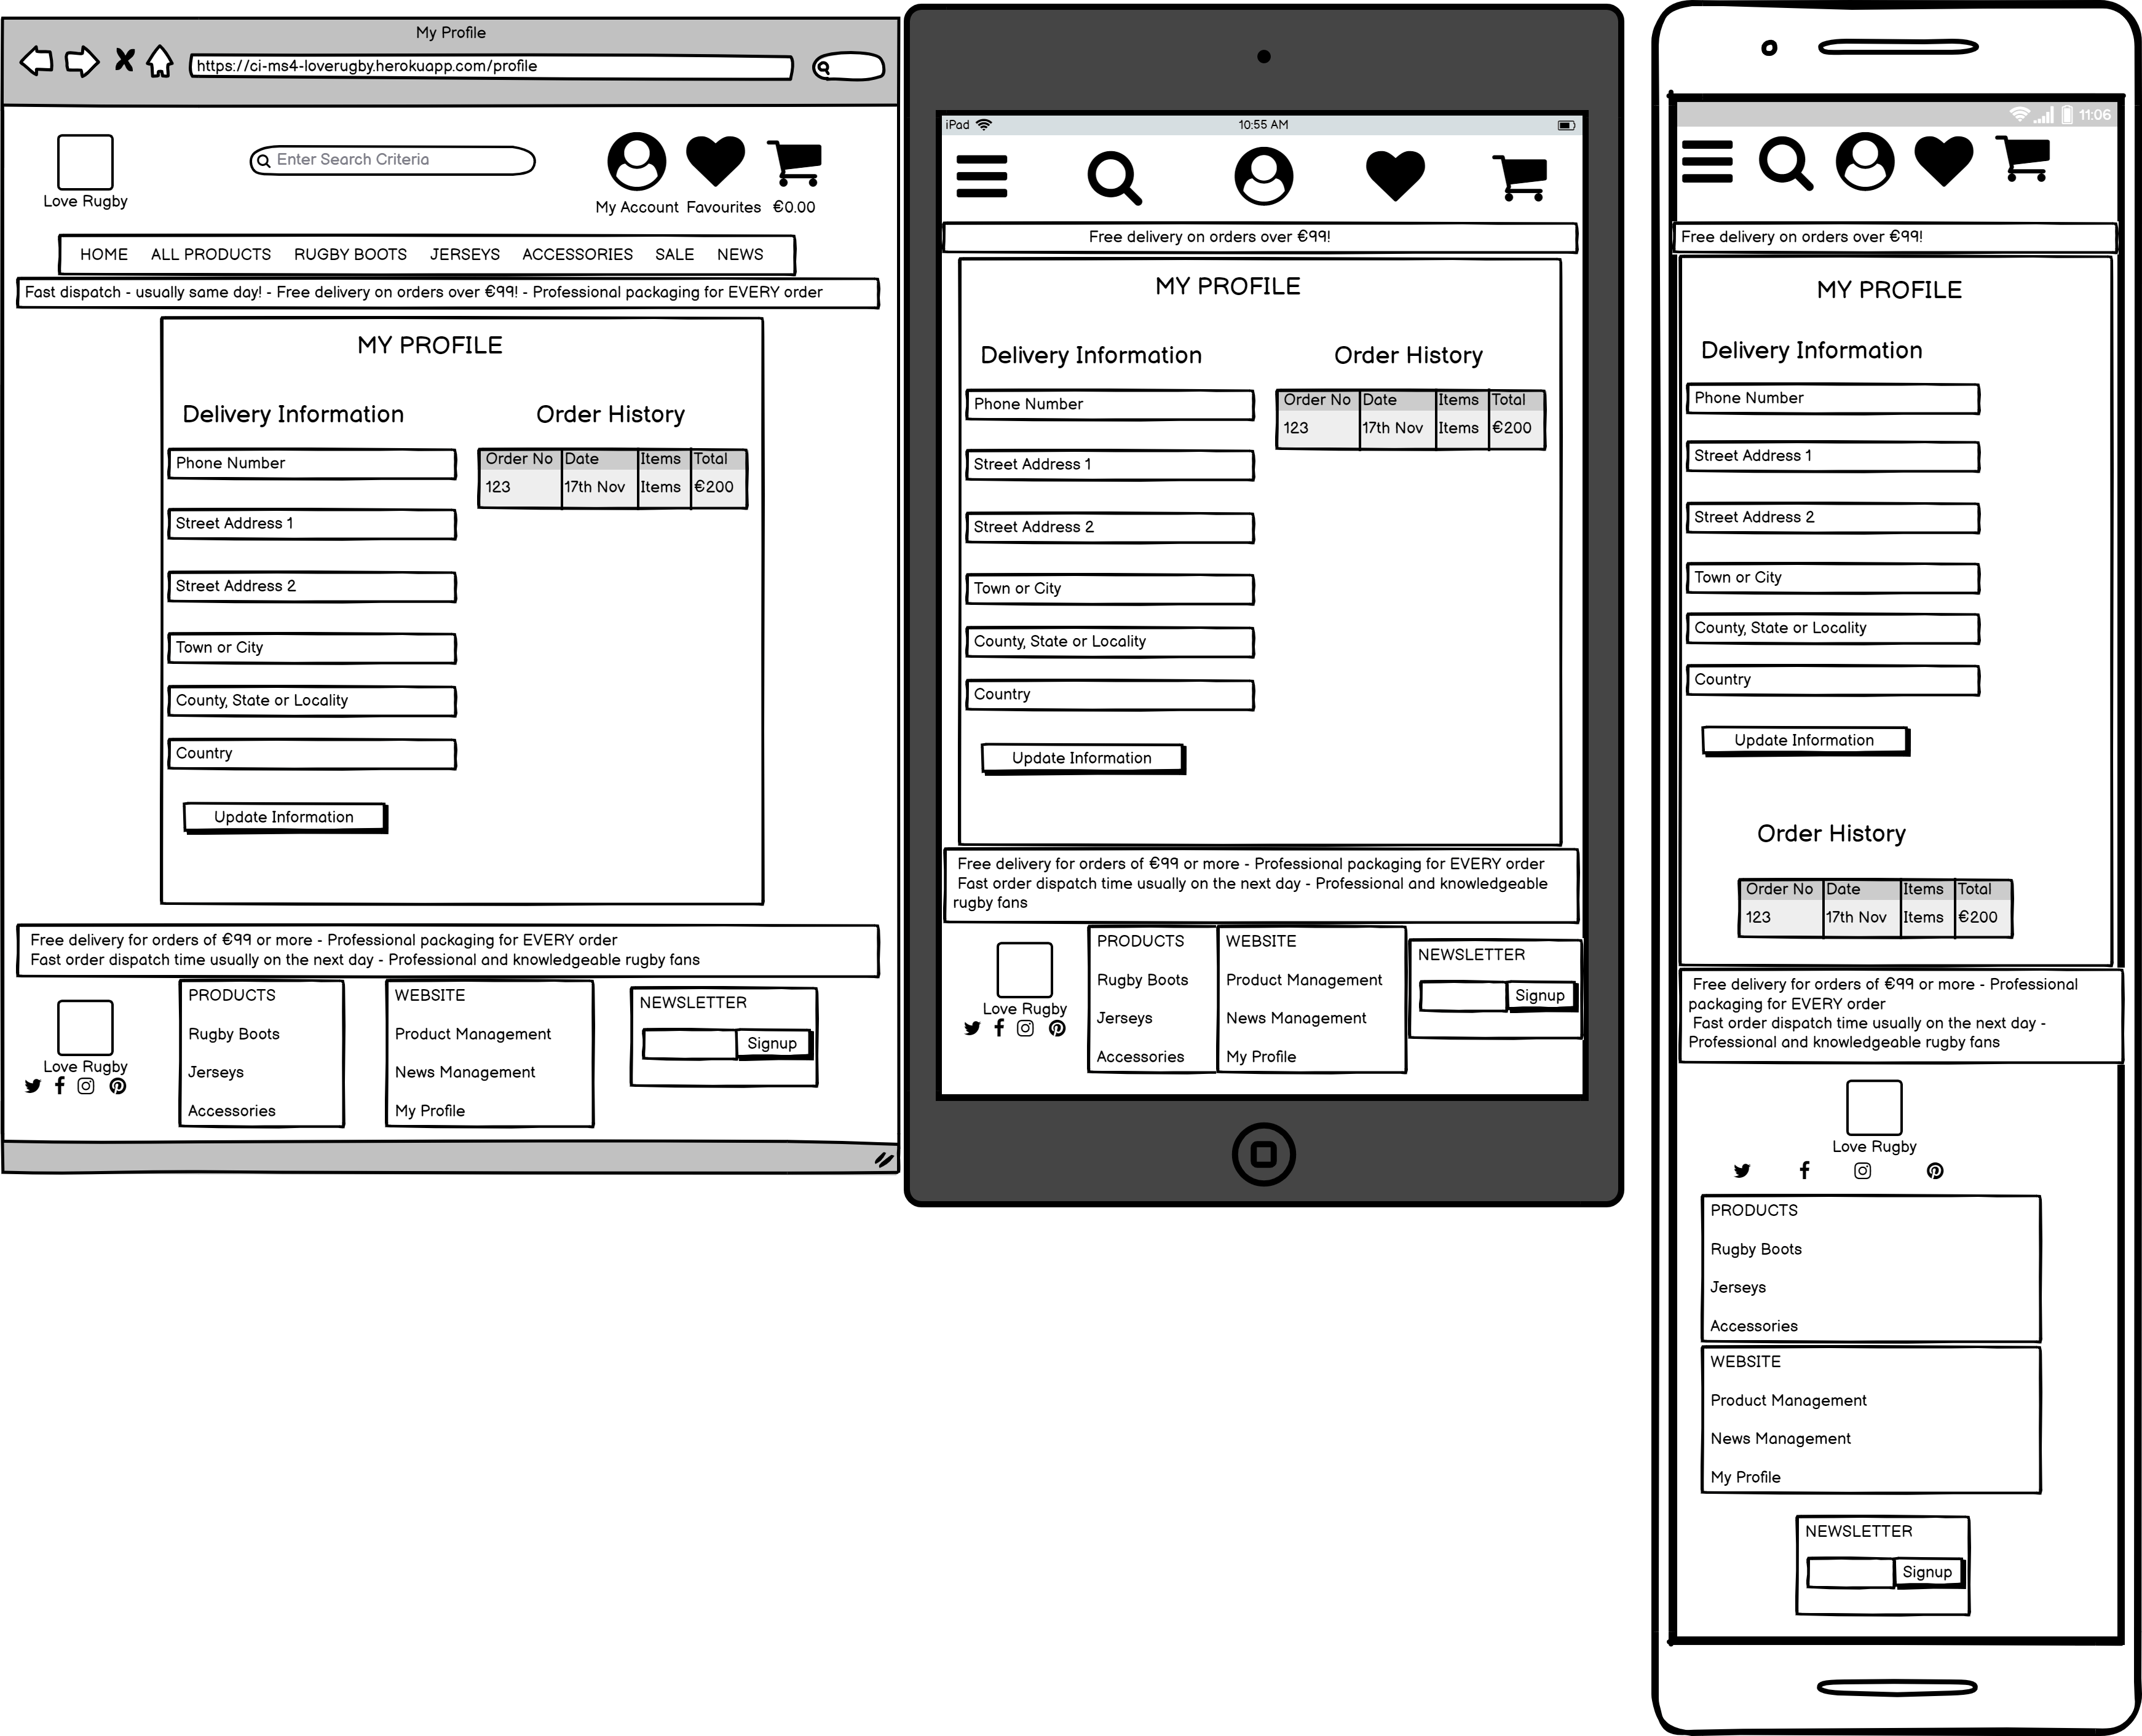 My Profile
https://ci-ms4-loverugby.herokuapp.com/profile
Enter Search Criteria
Love Rugby
My Account Favourites €0.00
HOME ALL PRODUCTS RUGBY BOOTS JERSEYS ACCESSORIES SALE NEWS
Fast dispatch - usually same day! - Free delivery on orders over €99! - Professional packaging for EVERY order
MY PROFILE
Delivery Information
Phone Number
Street Address 1
Street Address 2
Town or City
County, State or Locality
Country
Update Information
Order History
Order No Date Items Total
123 17th Nov Items €200
Free delivery for orders of €99 or more - Professional packaging for EVERY order
Fast order dispatch time usually on the next day - Professional and knowledgeable rugby fans
Love Rugby
PRODUCTS
Rugby Boots
Jerseys
Accessories
WEBSITE
Product Management
News Management
My Profile
NEWSLETTER
Signup
iPad 10:55 AM
Free delivery on orders over €99!
MY PROFILE
Delivery Information
Phone Number
Street Address 1
Street Address 2
Town or City
County, State or Locality
Country
Update Information
Order History
Order No Date Items Total
123 17th Nov Items €200
Free delivery for orders of €99 or more - Professional packaging for EVERY order
Fast order dispatch time usually on the next day - Professional and knowledgeable
rugby fans
Love Rugby
PRODUCTS
Rugby Boots
Jerseys
Accessories
WEBSITE
Product Management
News Management
My Profile
NEWSLETTER
Signup
11:06
Free delivery on orders over €99!
MY PROFILE
Delivery Information
Phone Number
Street Address 1
Street Address 2
Town or City
County, State or Locality
Country
Update Information
Order History
Order No Date Items Total
123 17th Nov Items €200
Free delivery for orders of €99 or more - Professional
packaging for EVERY order
Fast order dispatch time usually on the next day -
Professional and knowledgeable rugby fans
Love Rugby
PRODUCTS
Rugby Boots
Jerseys
Accessories
WEBSITE
Product Management
News Management
My Profile
NEWSLETTER
Signup